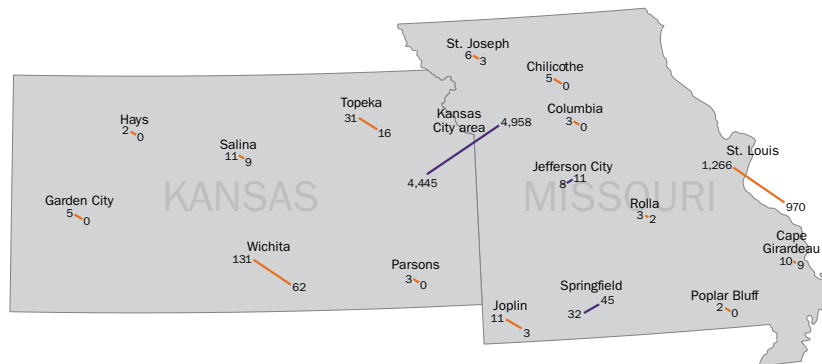 St. Joseph
6 3
Chilicothe
5 0
Hays
2 0
Topeka
31 16
Kansas
City area
4,958
4,445
Columbia
3 0
Salina
11 9
St. Louis
1,266
970
Jefferson City
8 11
KANSAS
MISSOURI
Garden City
5 0
Rolla
3 2
Wichita
131
62
Parsons
3 0
Cape
Girardeau
10 9
Springfield
45
32
Joplin
11
3
Poplar Bluff
2 0